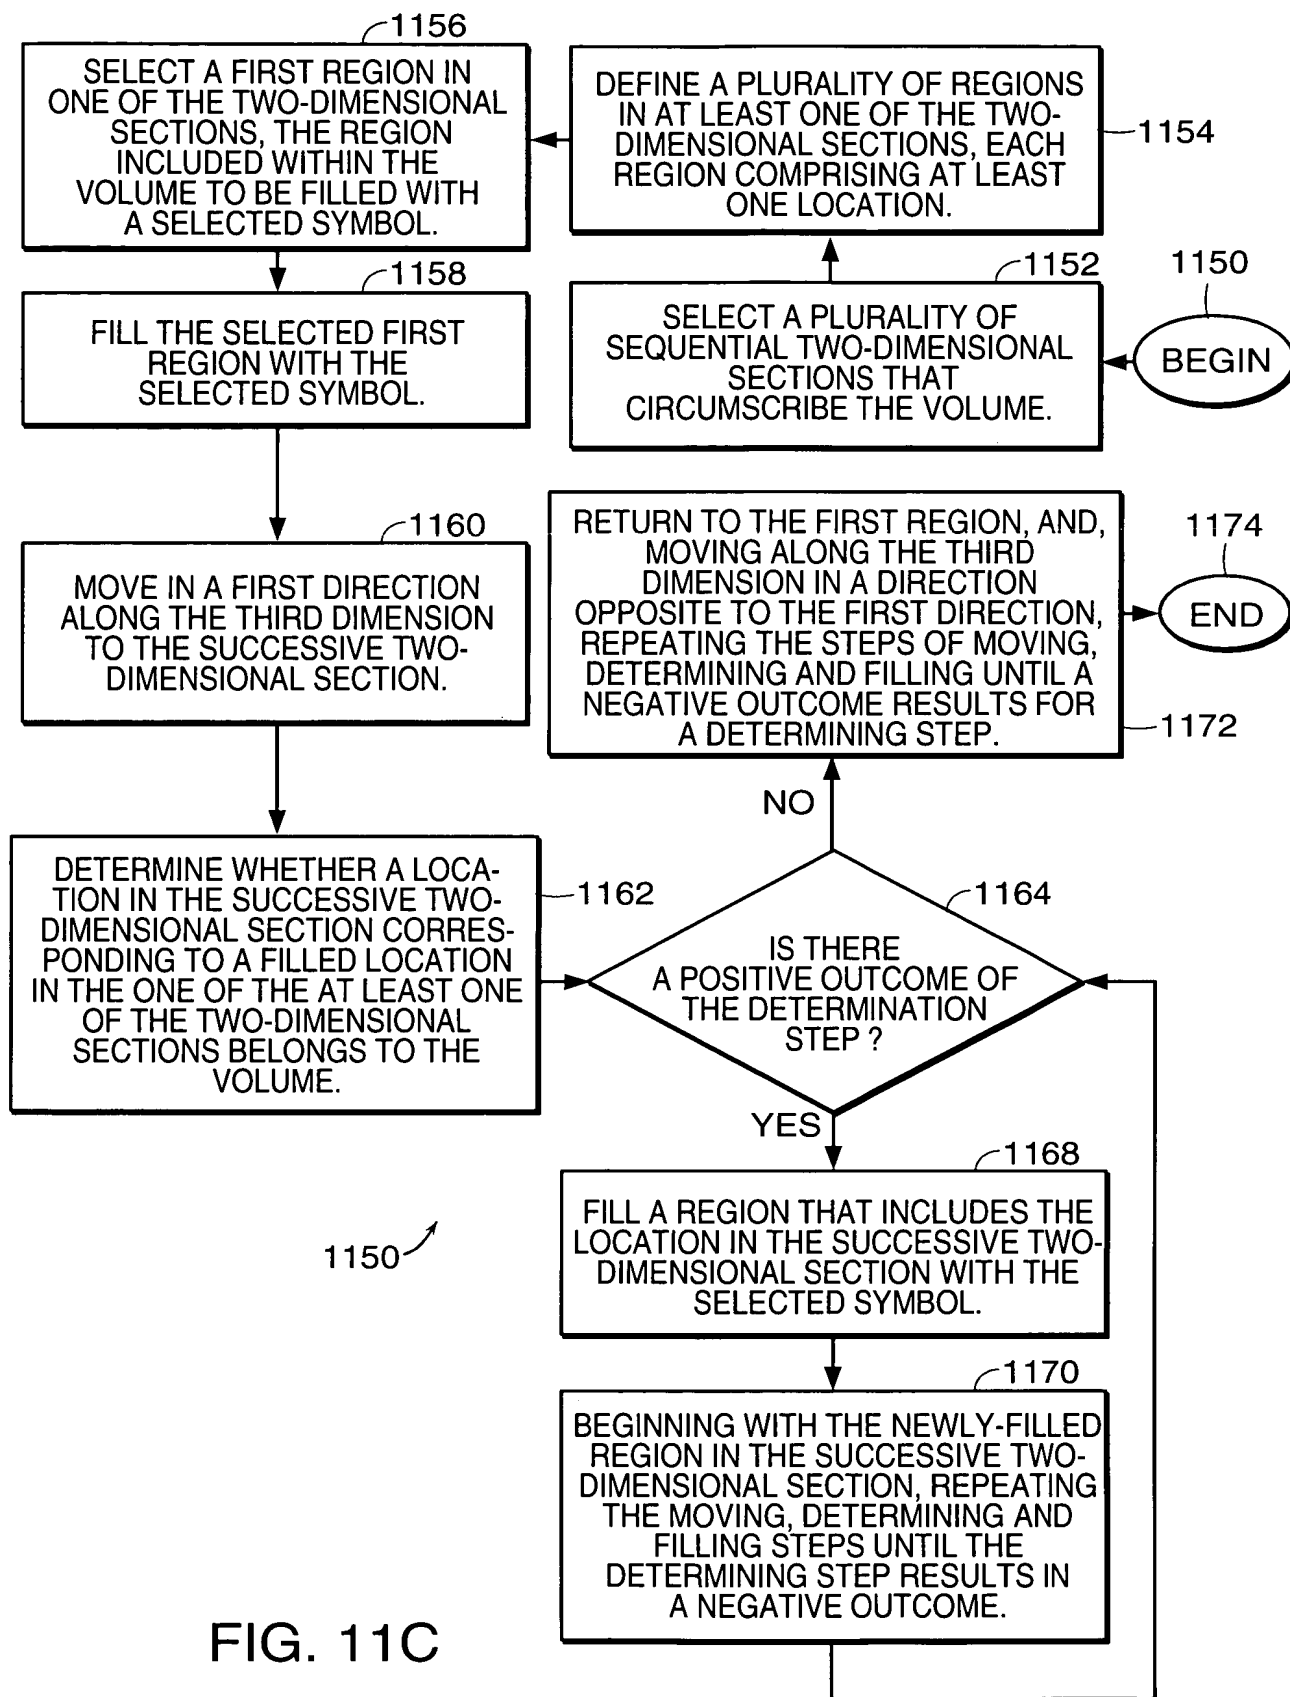 1156
SELECT A FIRST REGION IN
ONE OF THE TWO-DIMENSIONAL
SECTIONS, THE REGION
INCLUDED WITHIN THE
VOLUME TO BE FILLED WITH
A SELECTED SYMBOL.
DEFINE A PLURALITY OF REGIONS
IN AT LEAST ONE OF THE TWO-
DIMENSIONAL SECTIONS, EACH
REGION COMPRISING AT LEAST
ONE LOCATION.
1154
1158
FILL THE SELECTED FIRST
REGION WITH THE
SELECTED SYMBOL.
1152
SELECT A PLURALITY OF
SEQUENTIAL TWO-DIMENSIONAL
SECTIONS THAT
CIRCUMSCRIBE THE VOLUME.
1150
BEGIN
1160
MOVE IN A FIRST DIRECTION
ALONG THE THIRD DIMENSION
TO THE SUCCESSIVE TWO-
DIMENSIONAL SECTION.
RETURN TO THE FIRST REGION, AND,
MOVING ALONG THE THIRD
DIMENSION IN A DIRECTION
OPPOSITE TO THE FIRST DIRECTION,
REPEATING THE STEPS OF MOVING,
DETERMINING AND FILLING UNTIL A
NEGATIVE OUTCOME RESULTS FOR
A DETERMINING STEP.
1172
1174
END
DETERMINE WHETHER A LOCA-
TION IN THE SUCCESSIVE TWO-
DIMENSIONAL SECTION CORRES-
PONDING TO A FILLED LOCATION
IN THE ONE OF THE AT LEAST ONE
OF THE TWO-DIMENSIONAL
SECTIONS BELONGS TO THE
VOLUME.
1162
NO
1164
IS THERE
A POSITIVE OUTCOME OF
THE DETERMINATION
STEP ?
YES
1168
FILL A REGION THAT INCLUDES THE
LOCATION IN THE SUCCESSIVE TWO-
DIMENSIONAL SECTION WITH THE
SELECTED SYMBOL.
1150
1170
BEGINNING WITH THE NEWLY-FILLED
REGION IN THE SUCCESSIVE TWO-
DIMENSIONAL SECTION, REPEATING
THE MOVING, DETERMINING AND
FILLING STEPS UNTIL THE
DETERMINING STEP RESULTS IN
A NEGATIVE OUTCOME.
FIG. 11C